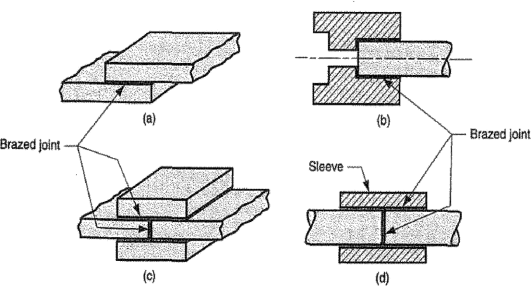 (a)
(b)
Brazed joint
Brazed joint
Sleeve
(c)
(d)